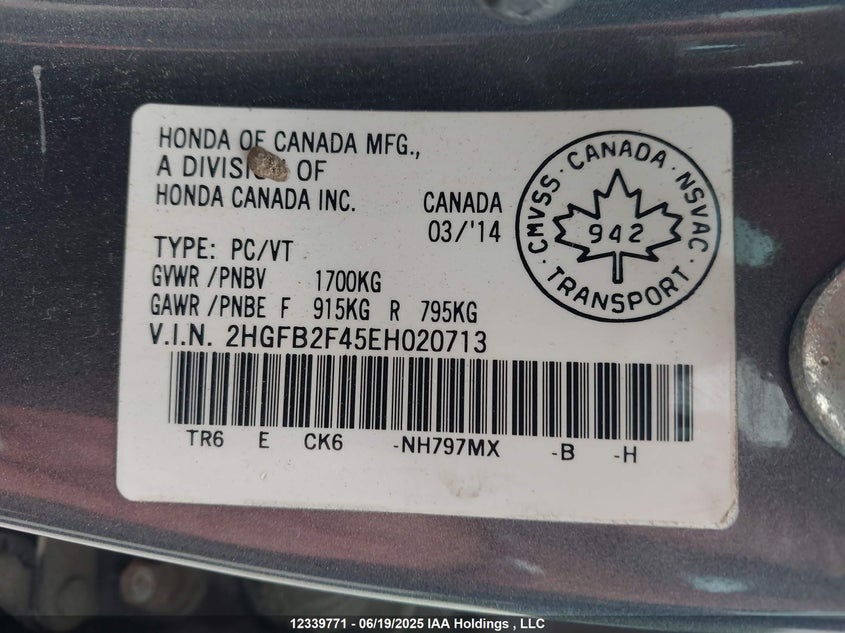 HONDA OF CANADA MFG.,
A DIVISION OF
HONDA CANADA INC.
CANADA
03/'14
TYPE: PC/VT
GVWR /PNBV 1700KG
GAWR /PNBE F 915KG R 795KG
V.I.N. 2HGFB2F45EH020713
TR6 E CK6 -NH797MX -B -H
CMVSS · CANADA · NSVAC · TRANSPORT ·
942
12339771 - 06/19/2025 IAA Holdings , LLC